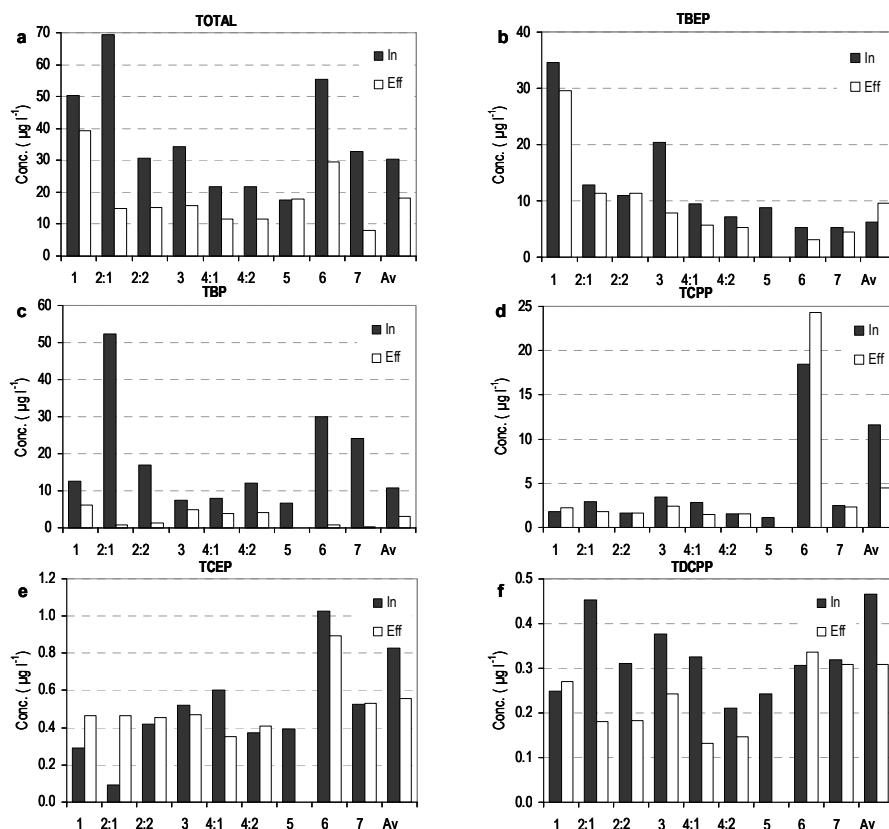 a
TOTAL
Conc. ( µg l⁻¹)
70
60
50
40
30
20
10
0
In
Eff
1 2:1 2:2 3 4:1 4:2 5 6 7 Av
b
TBEP
40
30
20
10
0
In
Eff
1 2:1 2:2 3 4:1 4:2 5 6 7 Av
c
TBP
Conc. ( µg l⁻¹)
60
50
40
30
20
10
0
In
Eff
1 2:1 2:2 3 4:1 4:2 5 6 7 Av
d
TCPP
Conc. ( µg l⁻¹)
25
20
15
10
5
0
In
Eff
1 2:1 2:2 3 4:1 4:2 5 6 7 Av
e
TCEP
Conc. ( µg l⁻¹)
1.2
1.0
0.8
0.6
0.4
0.2
0.0
In
Eff
1 2:1 2:2 3 4:1 4:2 5 6 7 Av
f
TDCPP
Conc. ( µg l⁻¹)
0.5
0.4
0.3
0.2
0.1
0.0
In
Eff
1 2:1 2:2 3 4:1 4:2 5 6 7 Av